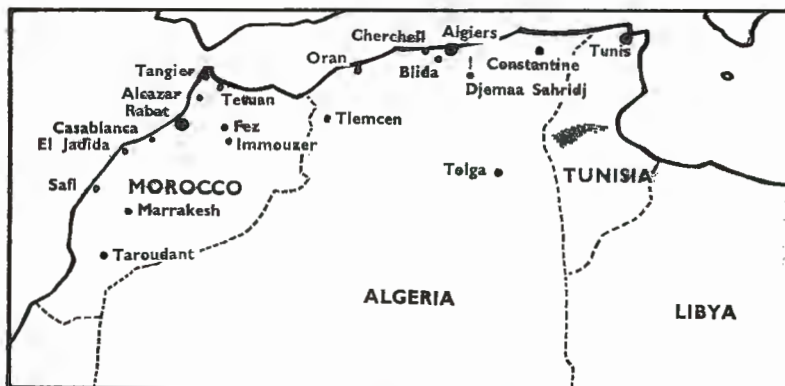 Cherchell Algiers
Oran
Tunis
Blida
Constantine
Djemaa Sahridj
Tangier
Tetuan
Alcazar
Rabat
Tlemcen
Casablanca
Fez
El Jadida
Immouzer
Tolga
TUNISIA
Safi
MOROCCO
Marrakesh
Taroudant
ALGERIA
LIBYA